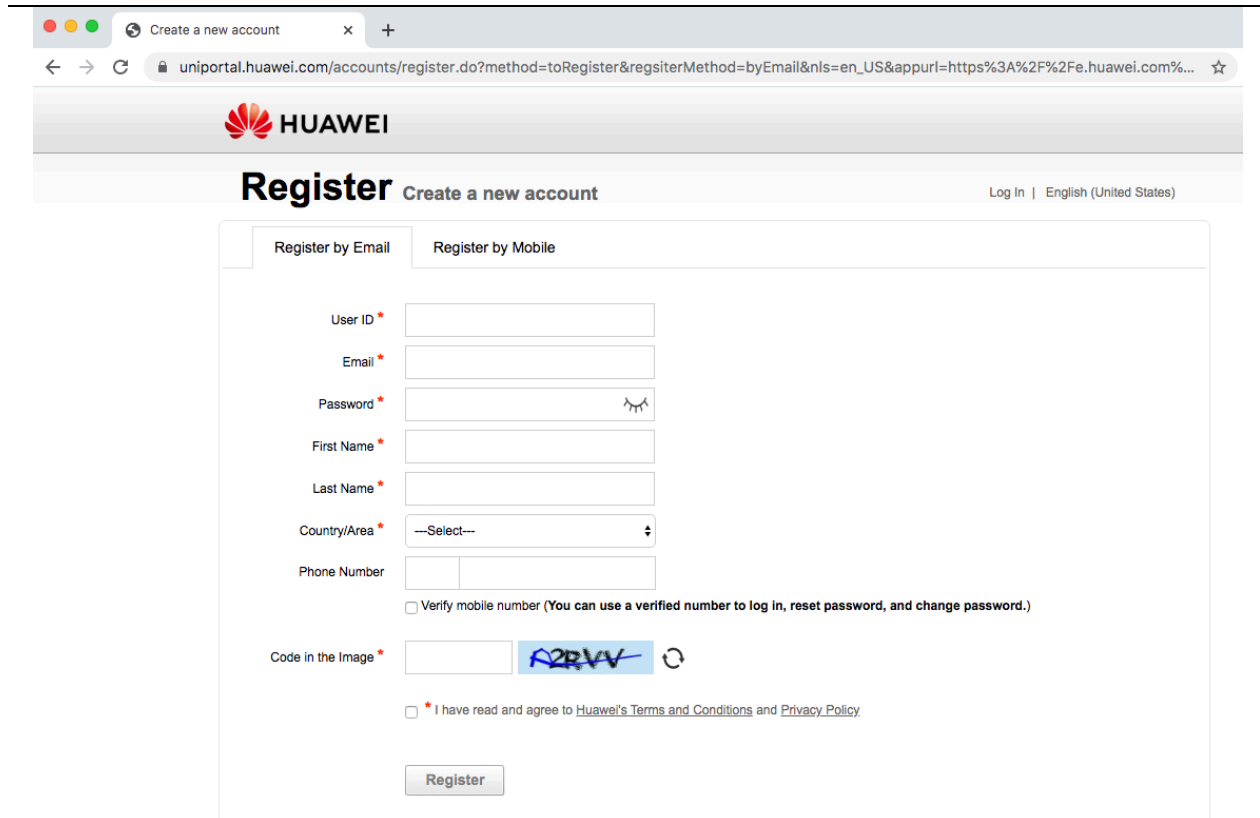 Create a new account
uniportal.huawei.com/accounts/register.do?method=toRegister&regsiterMethod=byEmail&nls=en_US&appurl=https%3A%2F%2Fe.huawei.com%...
HUAWEI
Register Create a new account
Log In | English (United States)
Register by Email Register by Mobile
User ID *
Email *
Password *
First Name *
Last Name *
Country/Area * ---Select---
Phone Number
Verify mobile number (You can use a verified number to log in, reset password, and change password.)
Code in the Image *
* I have read and agree to Huawei's Terms and Conditions and Privacy Policy
Register